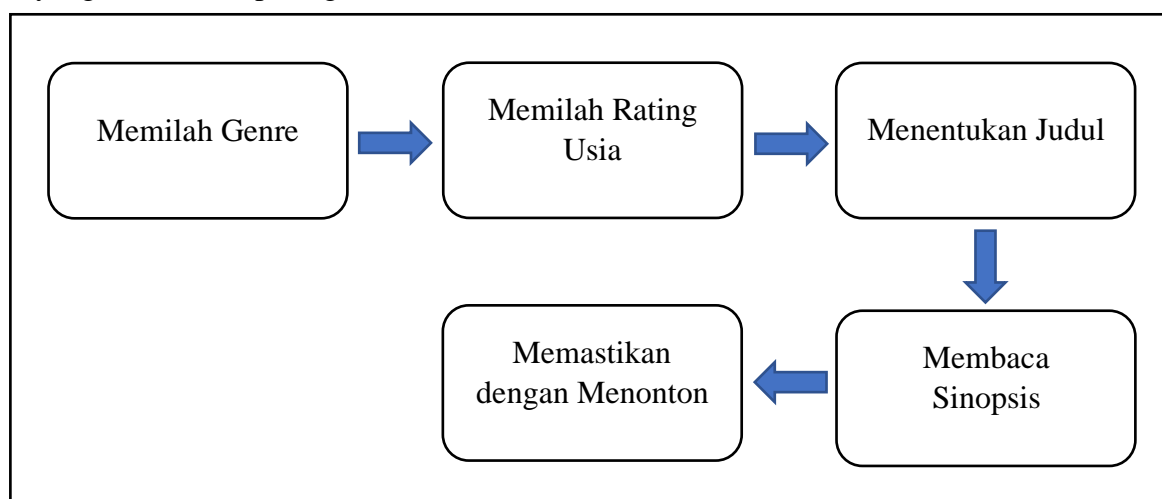 Memilah Genre
Memilah Rating
Usia
Menentukan Judul
Membaca
Sinopsis
Memastikan
dengan Menonton